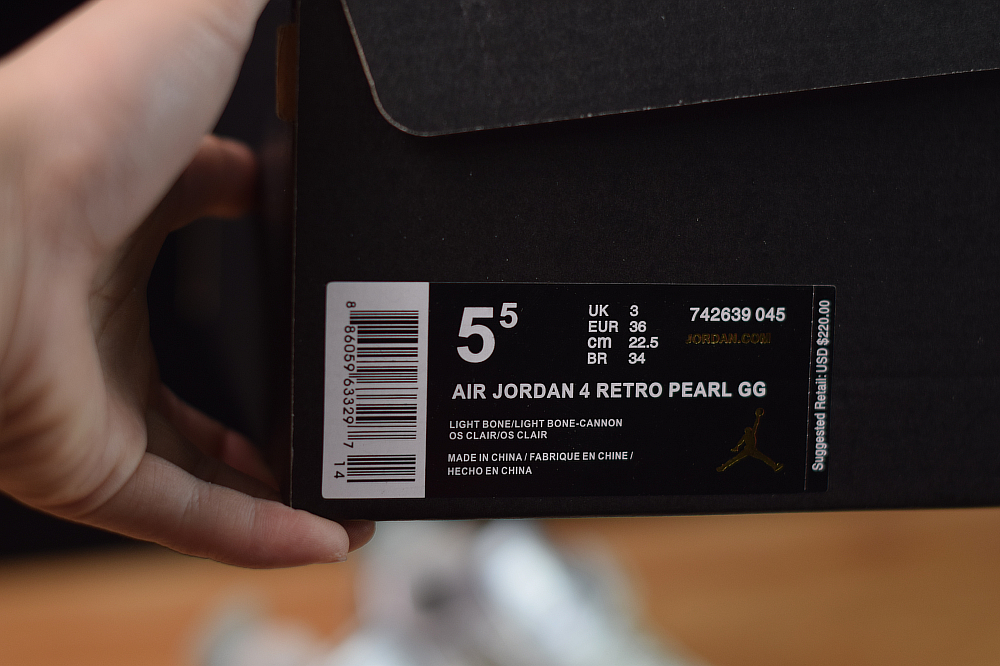 8 86059 63329 7 14
5⁵
UK 3
EUR 36
cm 22.5
BR 34
742639 045
JORDAN.COM
AIR JORDAN 4 RETRO PEARL GG
LIGHT BONE/LIGHT BONE-CANNON
OS CLAIR/OS CLAIR
MADE IN CHINA / FABRIQUE EN CHINE /
HECHO EN CHINA
Suggested Retail: USD $220.00